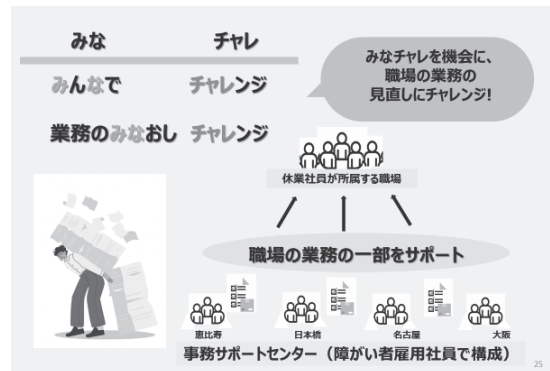 みな チャレ
みんなで チャレンジ
業務のみなおし チャレンジ
みなチャレを機会に、
職場の業務の
見直しにチャレンジ!
休業社員が所属する職場
職場の業務の一部をサポート
恵比寿 日本橋 名古屋 大阪
事務サポートセンター（障がい者雇用社員で構成）
25